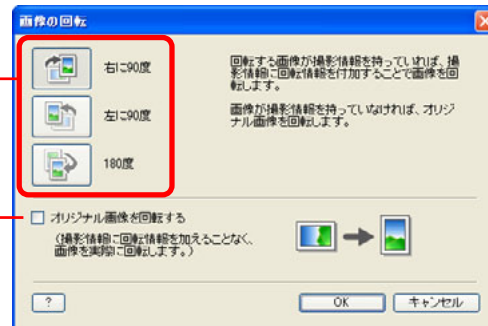 画像の回転
右に90度
左に90度
180度
回転する画像が撮影情報を持っていれば、撮
影情報に回転情報を付加することで画像を回
転します。
画像が撮影情報を持っていなければ、オリジ
ナル画像を回転します。
オリジナル画像を回転する
(撮影情報に回転情報を加えることなく、
画像を実際に回転します。)
?
OK
キャンセル